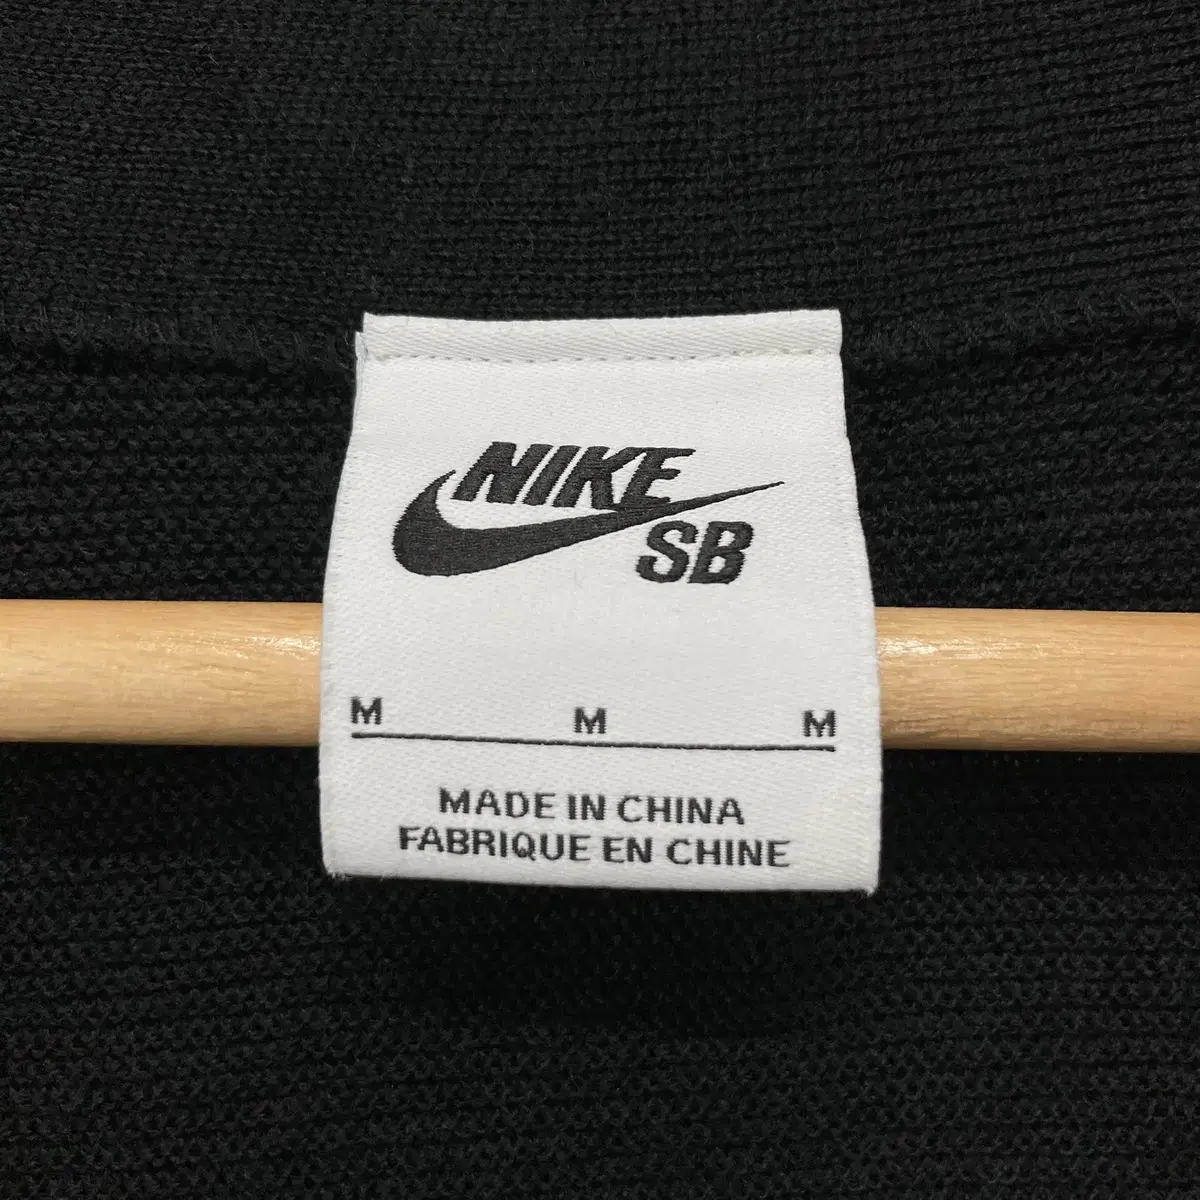 NIKE
SB
M M M
MADE IN CHINA
FABRIQUE EN CHINE